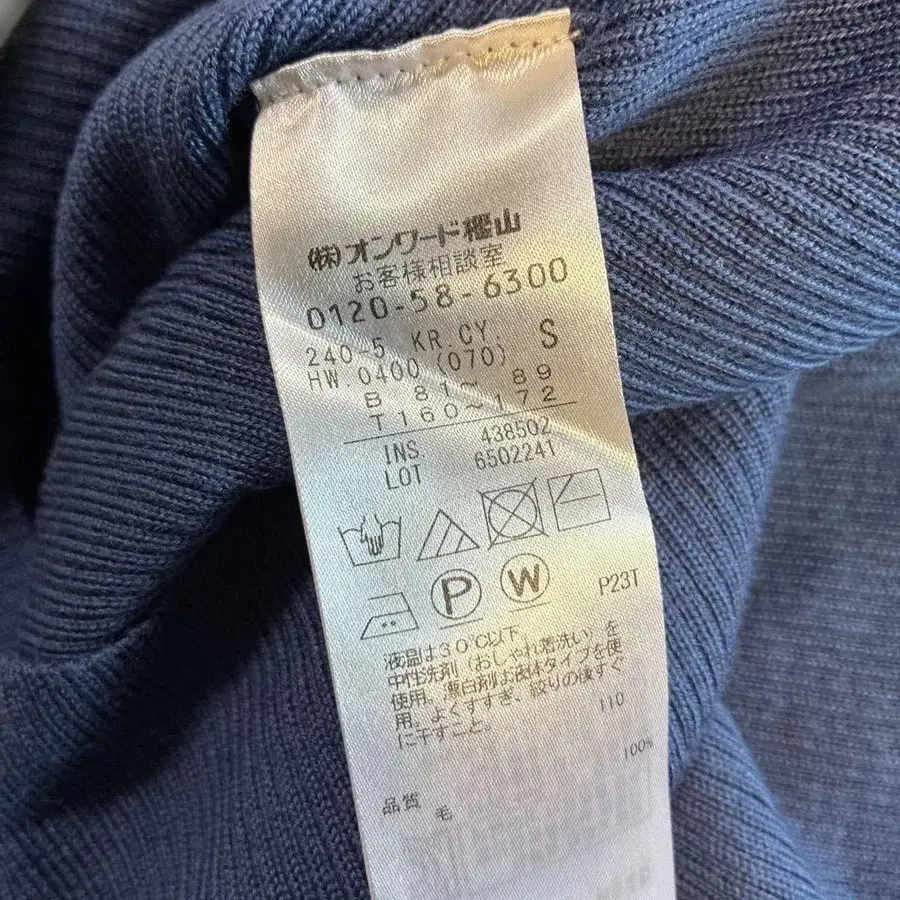 (株)オンワード樫山
お客様相談室
0120-58-6300
240-5 KR.CY. S
HW.0400 (070)
B 81～ 89
T160～172
INS. 438502
LOT 6502241
P W P23T
液温は30℃以下、
中性洗剤(おしゃれ着洗い)を
使用。漂白剤は液体タイプを使
用。よくすすぎ、絞りの後すぐ
に干すこと。 110
100%
品質 毛